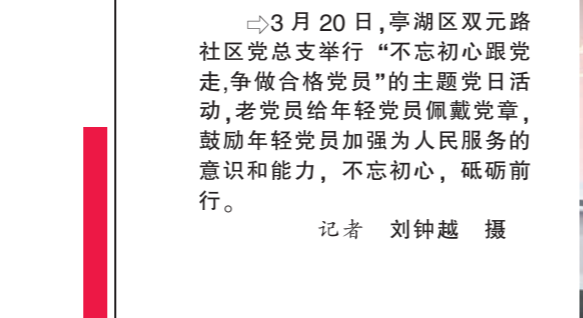 ⇨3月20日,亭湖区双元路
社区党总支举行“不忘初心跟党
走,争做合格党员”的主题党日活
动,老党员给年轻党员佩戴党章,
鼓励年轻党员加强为人民服务的
意识和能力，不忘初心，砥砺前
行。
记者 刘钟越 摄